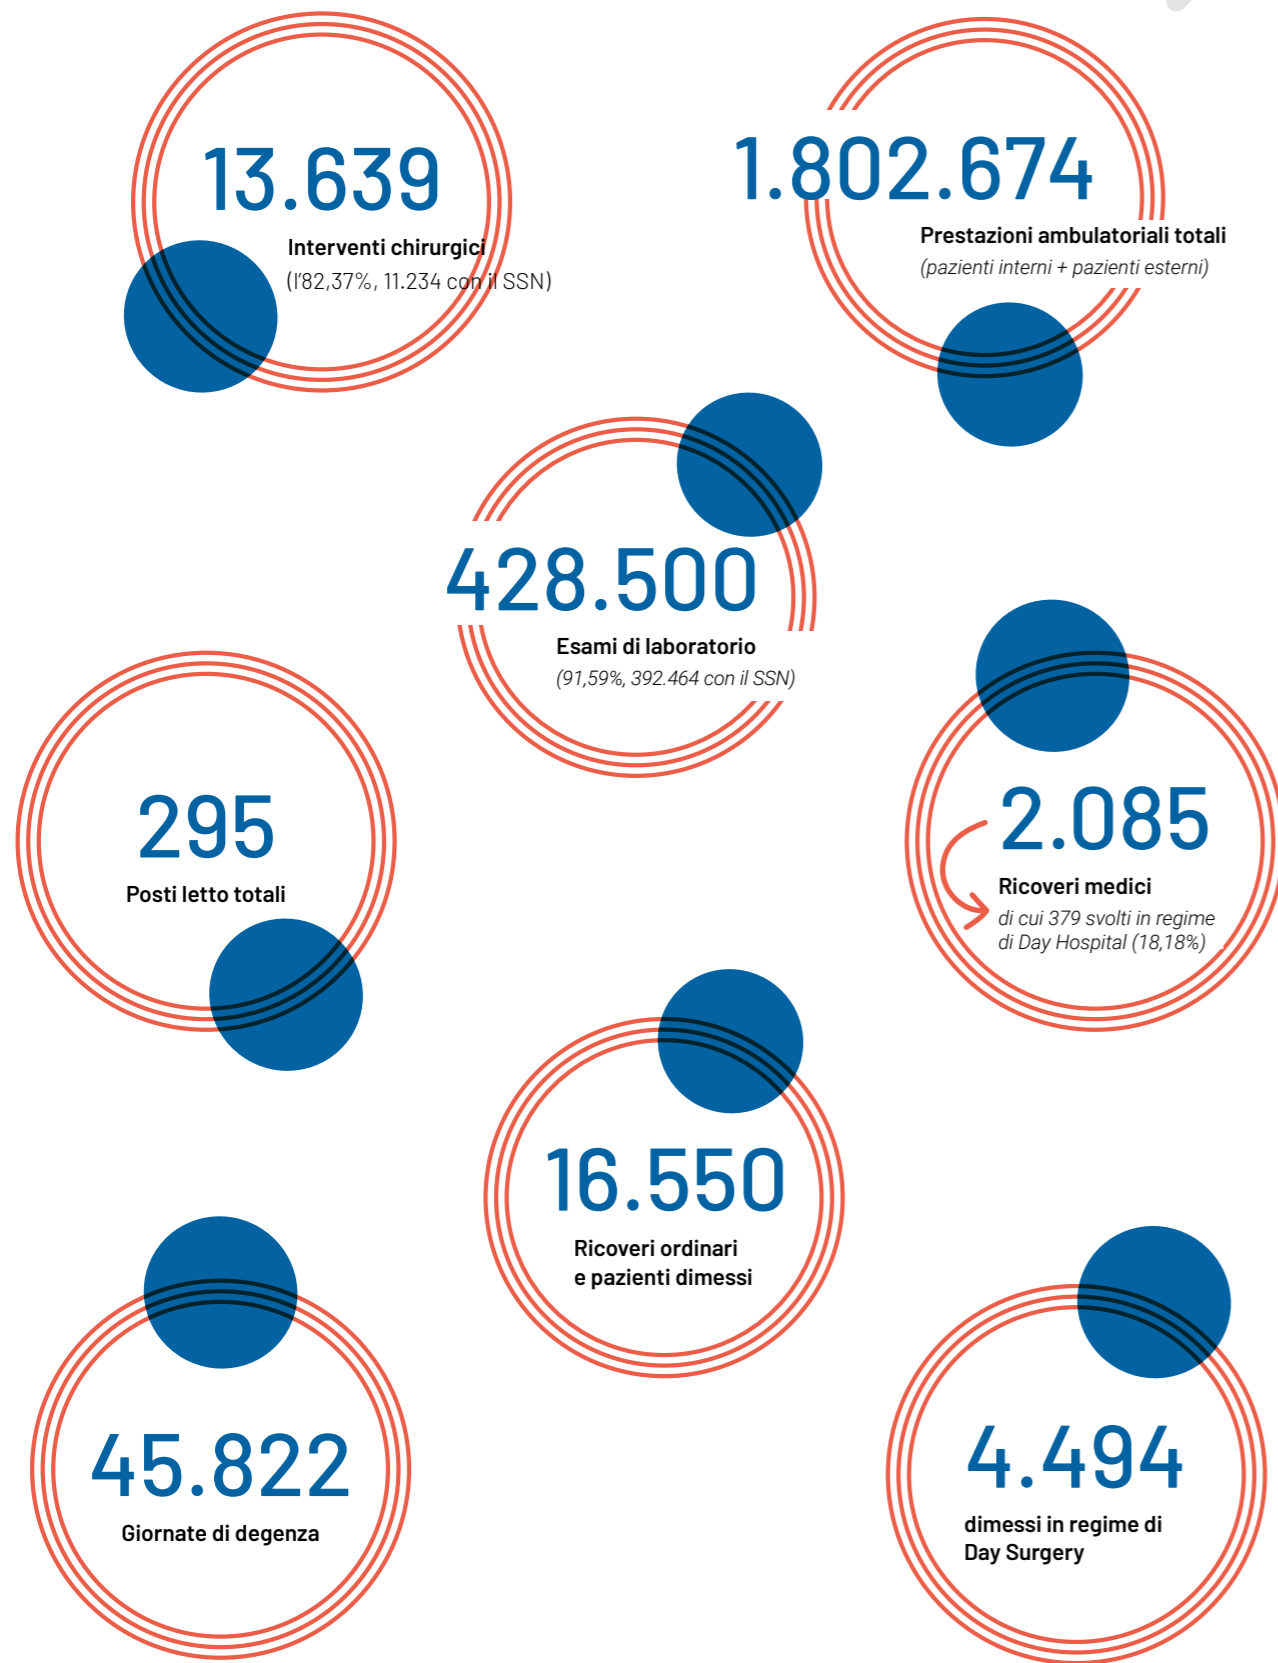 13.639
Interventi chirurgici
(l'82,37%, 11.234 con il SSN)
1.802.674
Prestazioni ambulatoriali totali
(pazienti interni + pazienti esterni)
428.500
Esami di laboratorio
(91,59%, 392.464 con il SSN)
295
Posti letto totali
2.085
Ricoveri medici
di cui 379 svolti in regime
di Day Hospital (18,18%)
16.550
Ricoveri ordinari
e pazienti dimessi
45.822
Giornate di degenza
4.494
dimessi in regime di
Day Surgery